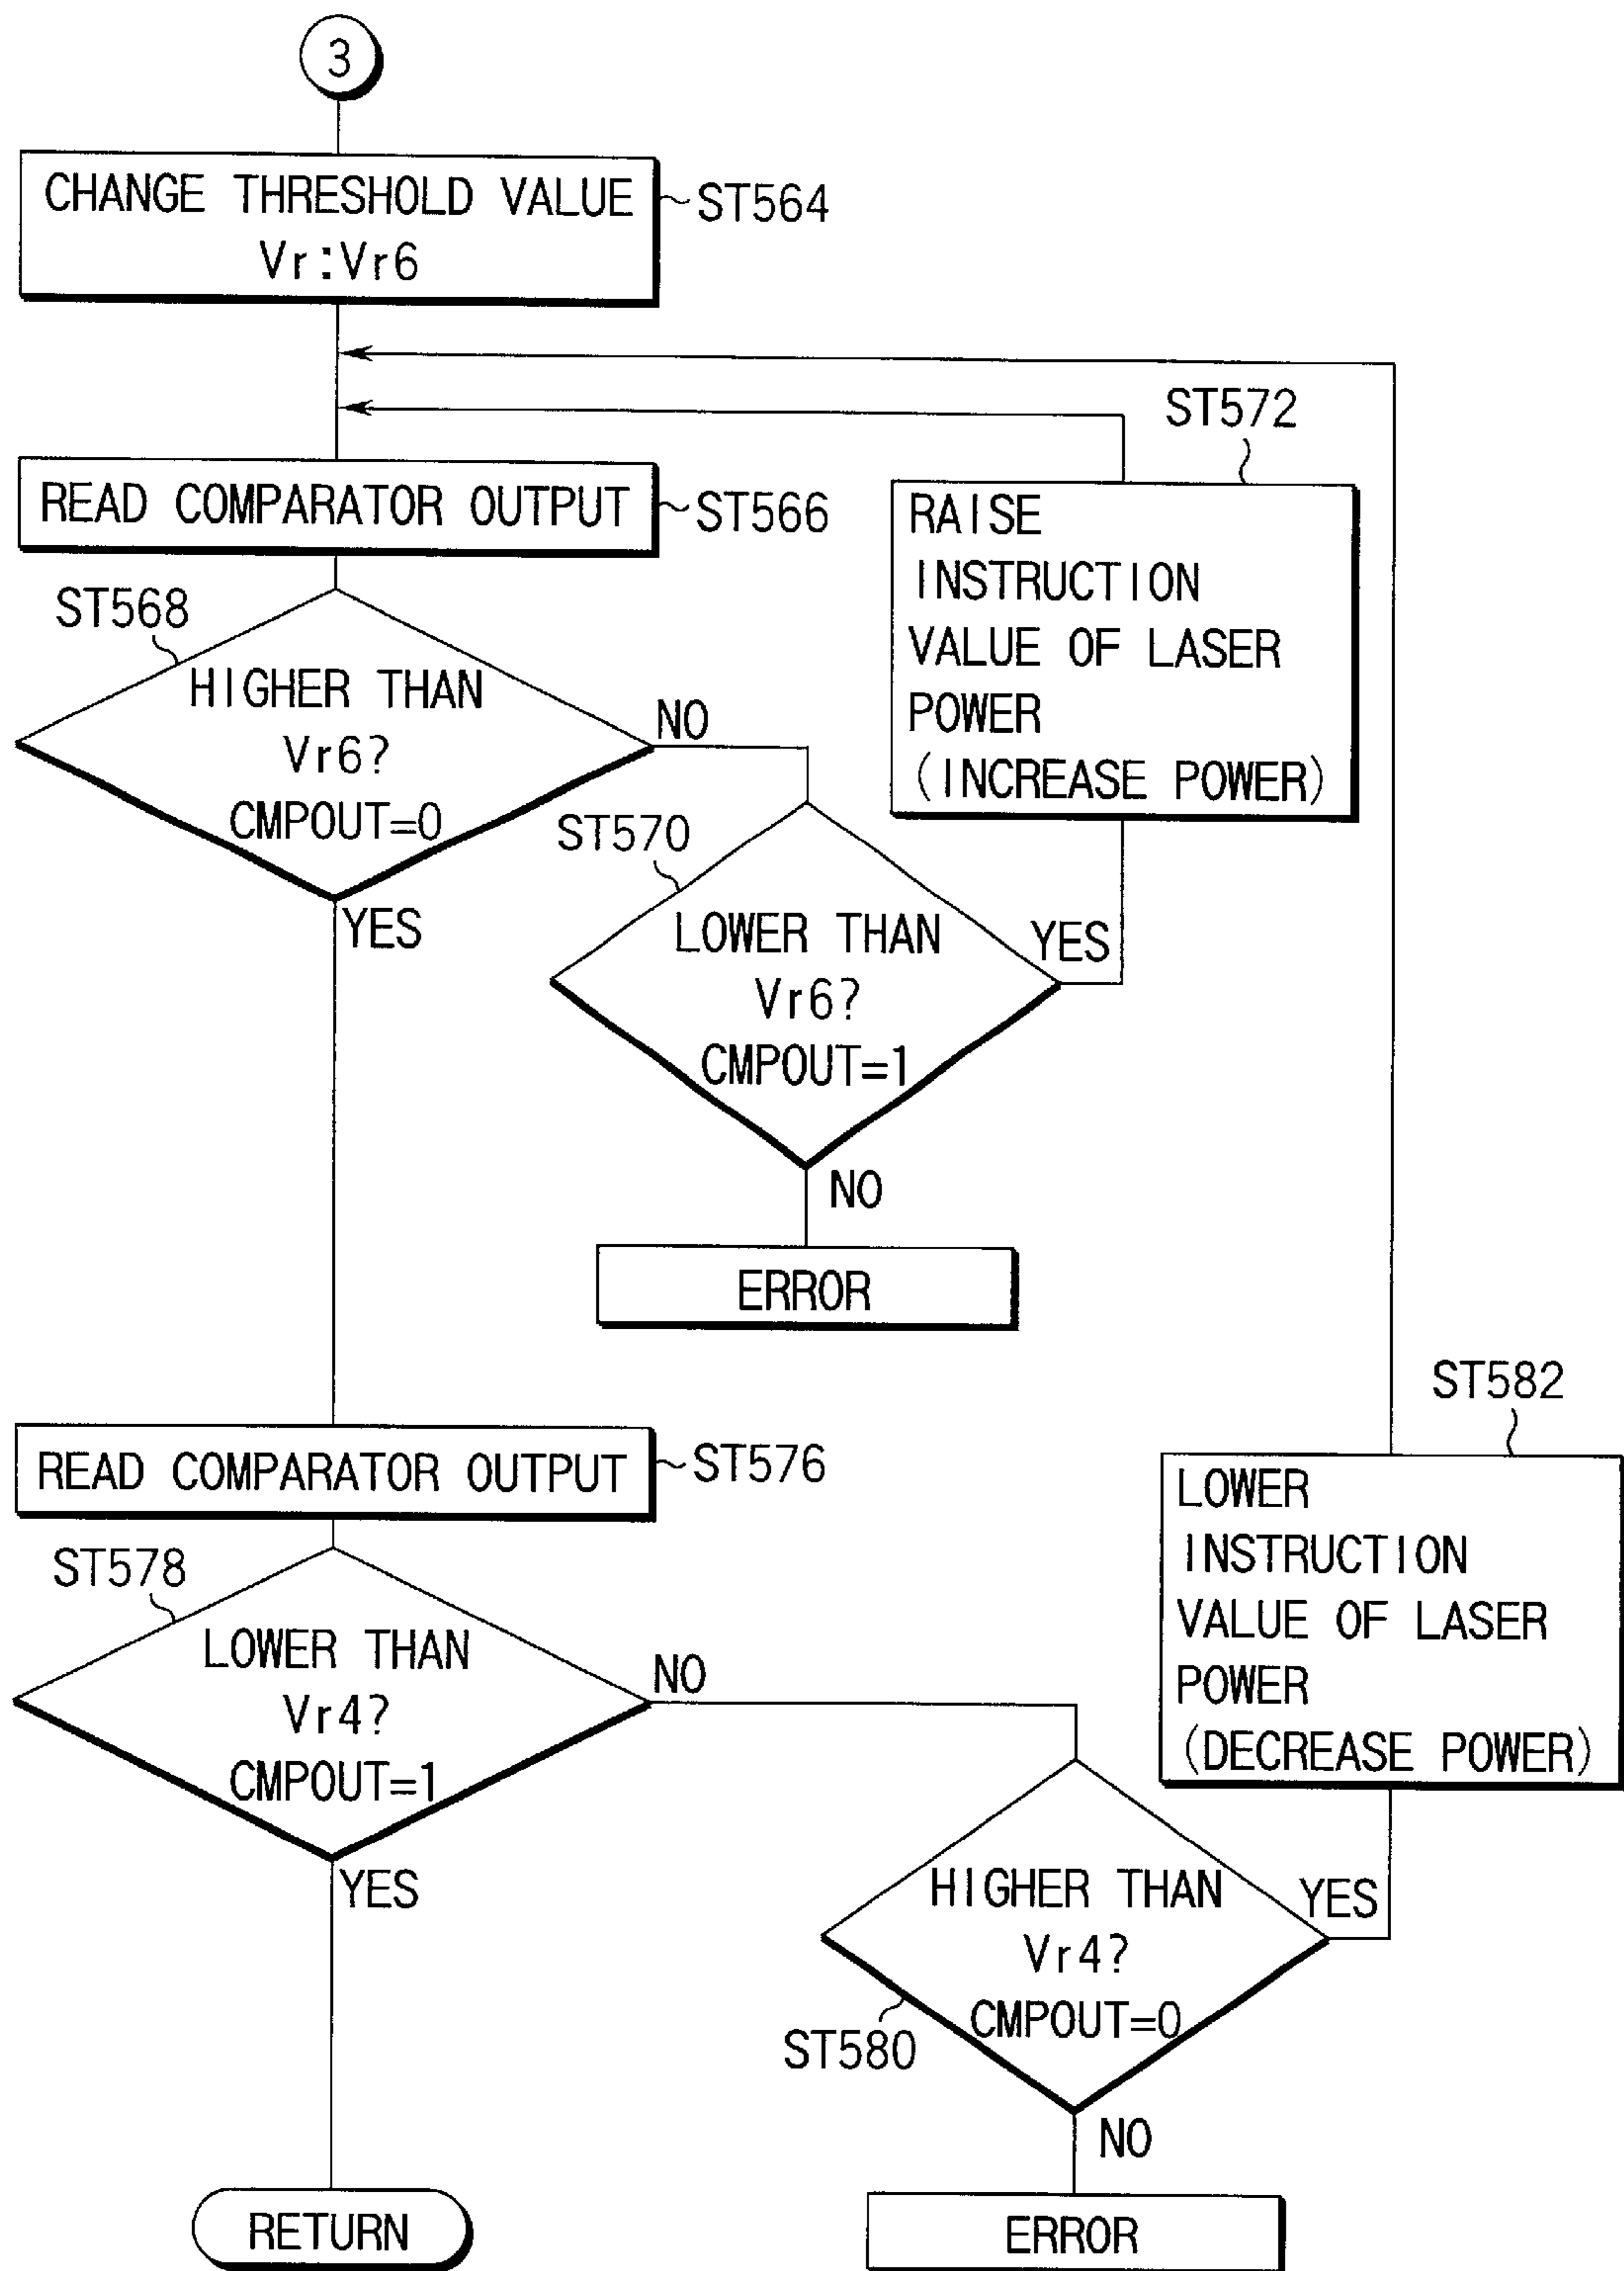 3
CHANGE THRESHOLD VALUE
Vr:Vr6
ST564
ST572
READ COMPARATOR OUTPUT
ST566
RAISE
INSTRUCTION
VALUE OF LASER
POWER
(INCREASE POWER)
ST568
HIGHER THAN
Vr6?
CMPOUT=0
NO
YES
ST570
LOWER THAN
Vr6?
CMPOUT=1
YES
NO
ERROR
ST582
READ COMPARATOR OUTPUT
ST576
LOWER
INSTRUCTION
VALUE OF LASER
POWER
(DECREASE POWER)
ST578
LOWER THAN
Vr4?
CMPOUT=1
NO
YES
HIGHER THAN
Vr4?
CMPOUT=0
YES
ST580
NO
RETURN
ERROR